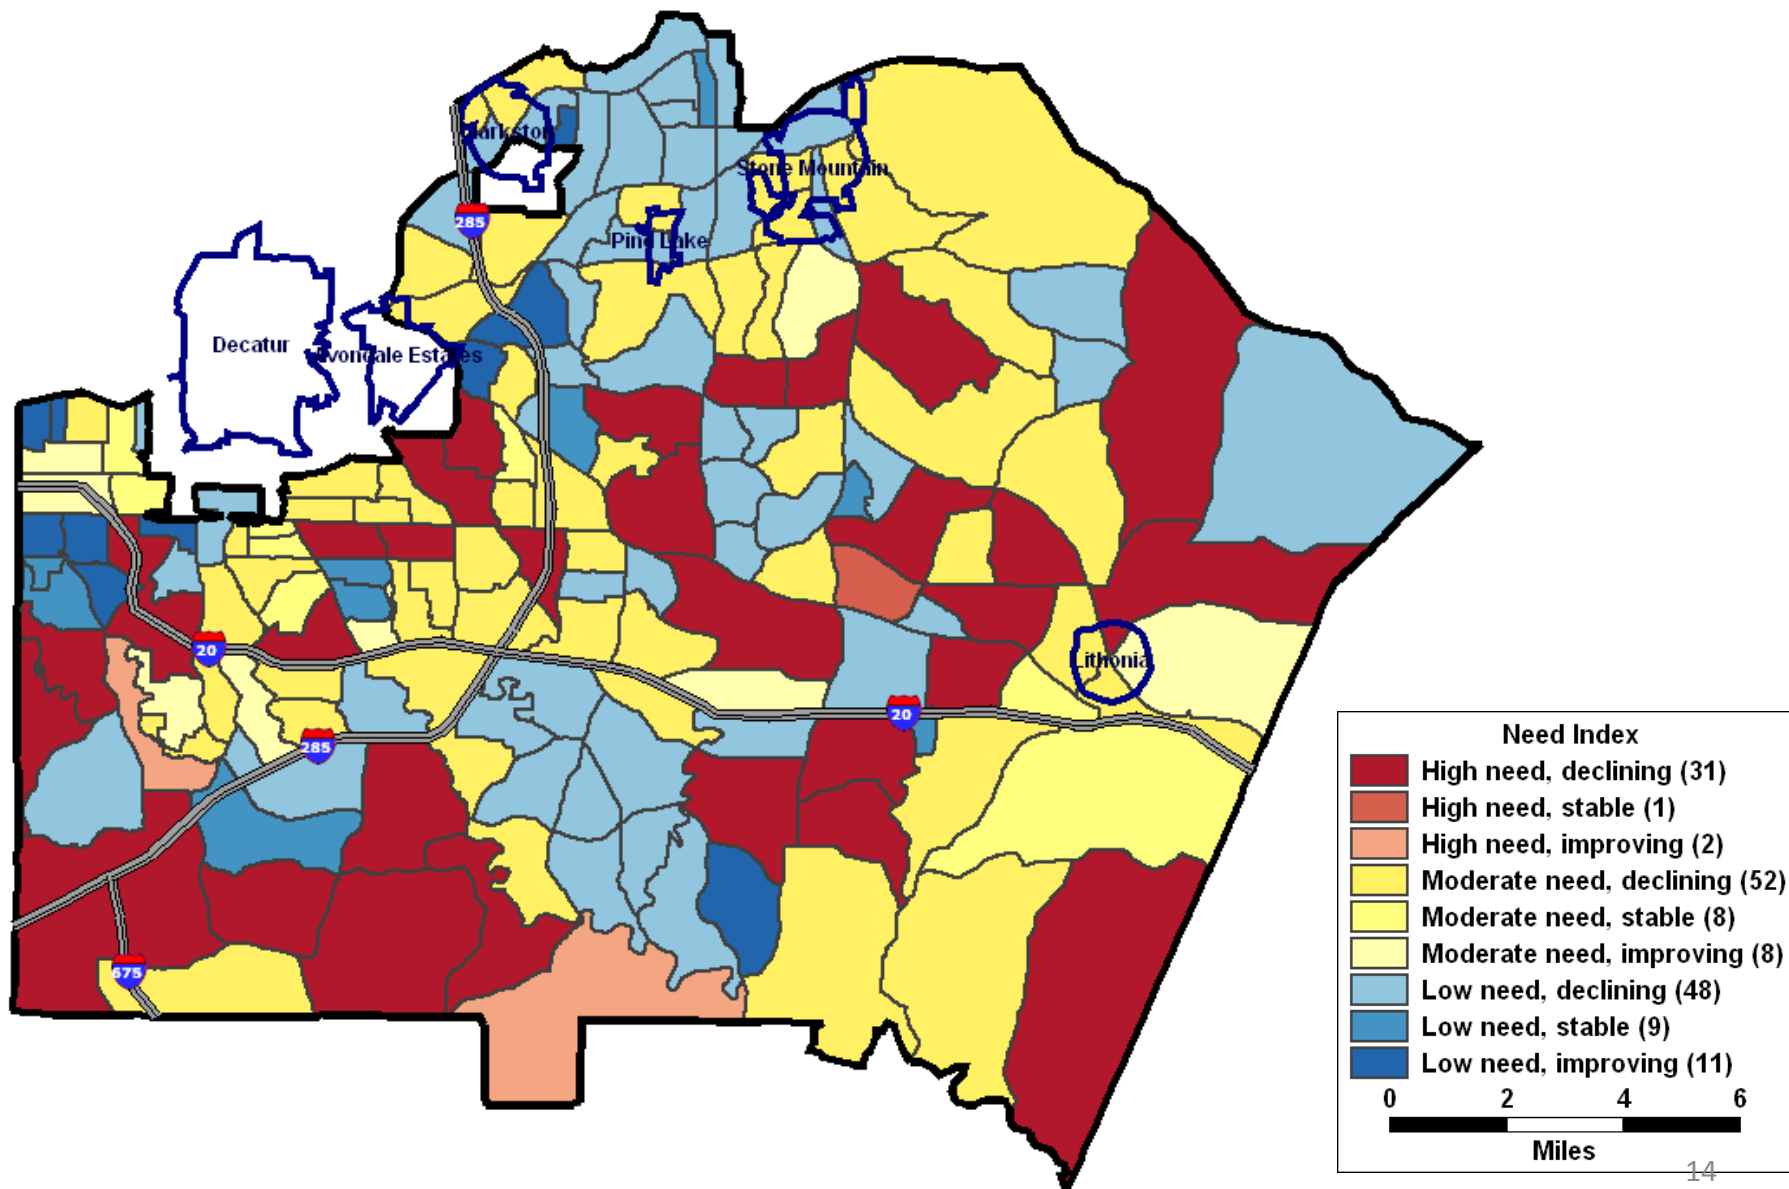 Clarkston
Stone Mountain
285
Pine Lake
Decatur
Avondale Estates
20
Lithonia
20
285
675
Need Index
High need, declining (31)
High need, stable (1)
High need, improving (2)
Moderate need, declining (52)
Moderate need, stable (8)
Moderate need, improving (8)
Low need, declining (48)
Low need, stable (9)
Low need, improving (11)
0 2 4 6
Miles
14